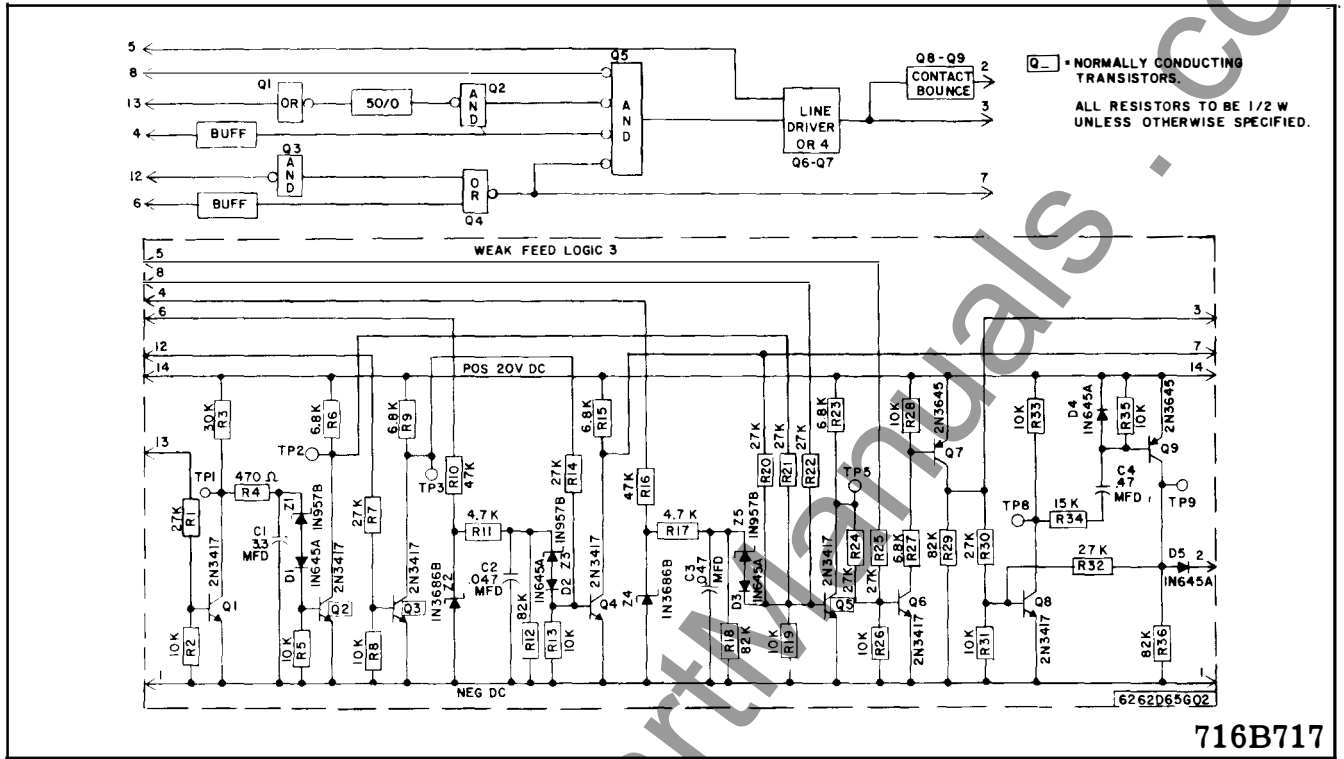 5
8
13
4
12
6
Q1
OR
50/0
AND
Q2
BUFF
Q3
AND
BUFF
OR
Q4
Q5
AND
LINE
DRIVER
OR 4
Q6-Q7
Q8-Q9
CONTACT
BOUNCE
2
3
7
Q_ = NORMALLY CONDUCTING
TRANSISTORS.
ALL RESISTORS TO BE 1/2 W
UNLESS OTHERWISE SPECIFIED.
WEAK FEED LOGIC 3
5
8
4
6
12
14
13
1
POS 20V DC
NEG DC
3
7
14
2
1
30K
R3
TP1
470 Ω
R4
27K
R1
10K
R2
2N3417
Q1
C1
MFD
Z1
IN957B
D1
IN645A
10K
R5
6.8K
R6
TP2
2N3417
Q2
27K
R7
10K
R8
6.8K
R9
TP3
2N3417
Q3
R10
47K
4.7K
R11
IN3686B
Z2
C2
.047
MFD
82K
R12
IN957B
Z3
IN645A
D2
R13
10K
27K
R14
6.8K
R15
2N3417
Q4
47K
R16
4.7K
R17
Z4
IN3686B
C3
.047
MFD
R18
82K
Z5
IN957B
D3
IN645A
10K
R19
27K
R20
27K
R21
27K
R22
6.8K
R23
TP5
2N3417
Q5
27K
R24
27K
R25
10K
R26
6.8K
R27
10K
R28
2N3645
Q7
Q6
2N3417
82K
R29
27K
R30
10K
R31
Q8
2N3417
TP8
10K
R33
15K
R34
27K
R32
D4
IN645A
R35
10K
C4
.47
MFD
2N3645
Q9
TP9
D5
IN645A
82K
R36
6262D65G02
716B717
rtManuals . co